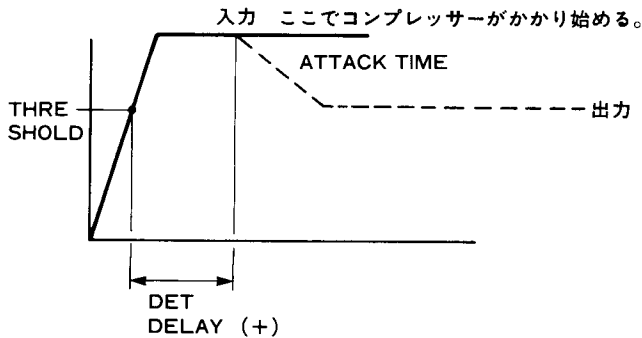 入力 ここでコンプレッサーがかかり始める。
ATTACK TIME
THRE
SHOLD
出力
DET
DELAY (+)